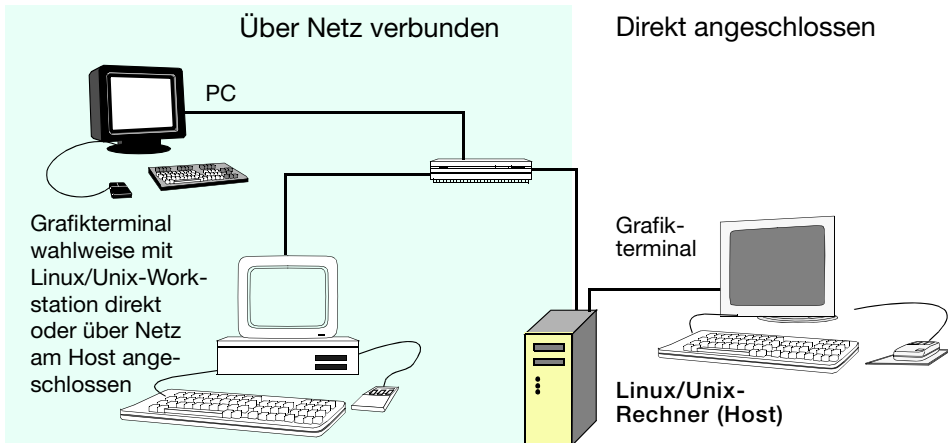 Über Netz verbunden
Direkt angeschlossen
PC
Grafikterminal
wahlweise mit
Linux/Unix-Work-
station direkt
oder über Netz
am Host ange-
schlossen
Grafik-
terminal
Linux/Unix-
Rechner (Host)